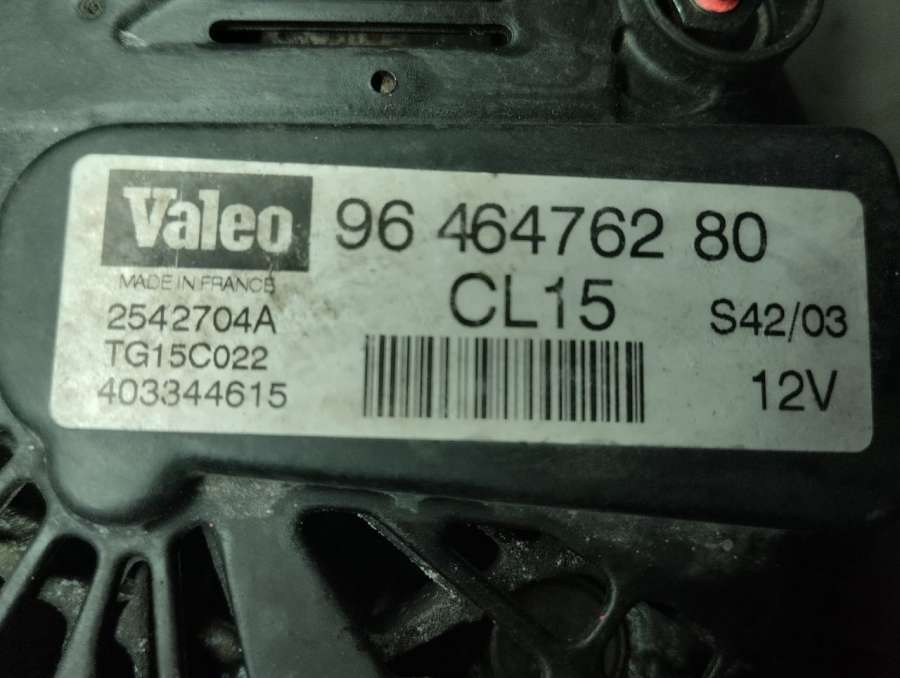 Valeo 96 464762 80
MADE IN FRANCE
CL15
2542704A
S42/03
TG15C022
403344615
12V